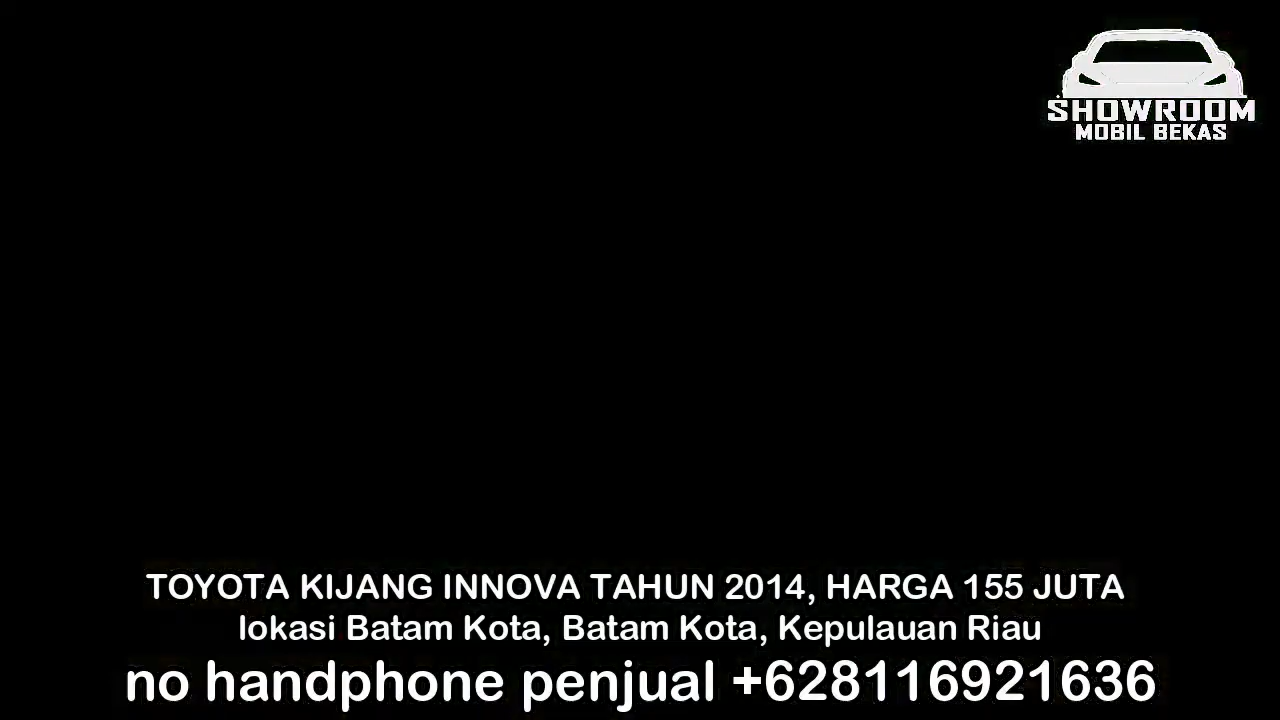 SHOWROOM
MOBIL BEKAS
TOYOTA KIJANG INNOVA TAHUN 2014, HARGA 155 JUTA
lokasi Batam Kota, Batam Kota, Kepulauan Riau
no handphone penjual +628116921636